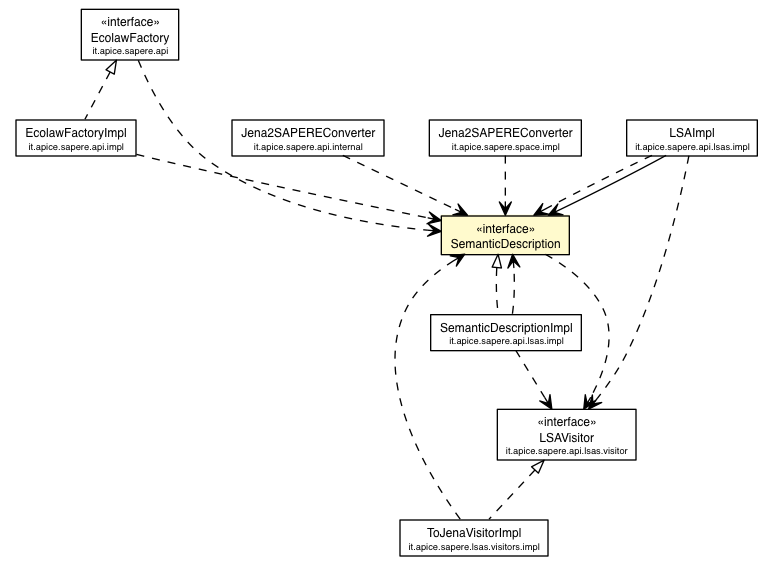 «interface»
EcolawFactory
it.apice.sapere.api
EcolawFactoryImpl
it.apice.sapere.api.impl
Jena2SAPEREConverter
it.apice.sapere.api.internal
Jena2SAPEREConverter
it.apice.sapere.space.impl
LSAImpl
it.apice.sapere.api.lsas.impl
«interface»
SemanticDescription
SemanticDescriptionImpl
it.apice.sapere.api.lsas.impl
«interface»
LSAVisitor
it.apice.sapere.api.lsas.visitor
ToJenaVisitorImpl
it.apice.sapere.lsas.visitors.impl